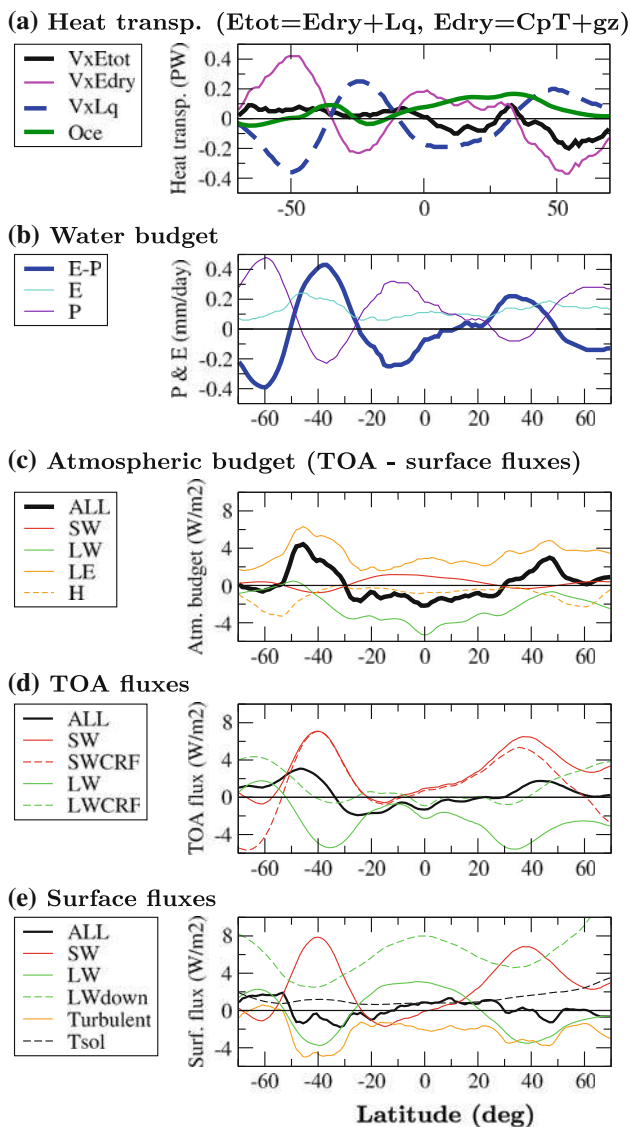 (a) Heat transp. (Etot=Edry+Lq, Edry=CpT+gz)
VxEtot
VxEdry
VxLq
Oce
Heat transp. (PW)
0.4
0.2
0
-0.2
-0.4
-50 0 50
(b) Water budget
E-P
E
P
P & E (mm/day)
0.4
0.2
0
-0.2
-0.4
-60 -40 -20 0 20 40 60
(c) Atmospheric budget (TOA - surface fluxes)
ALL
SW
LW
LE
H
Atm. budget (W/m2)
8
4
0
-4
-60 -40 -20 0 20 40 60
(d) TOA fluxes
ALL
SW
SWCRF
LW
LWCRF
TOA flux (W/m2)
8
4
0
-4
-60 -40 -20 0 20 40 60
(e) Surface fluxes
ALL
SW
LW
LWdown
Turbulent
Tsol
Surf. flux (W/m2)
8
4
0
-4
-60 -40 -20 0 20 40 60
Latitude (deg)